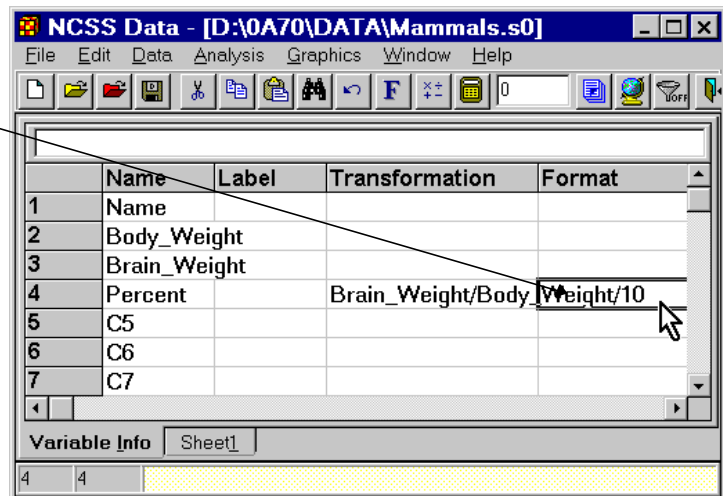 NCSS Data - [D:\0A70\DATA\Mammals.s0]
File Edit Data Analysis Graphics Window Help
F 0 OFF
Name Label Transformation Format
1 Name
2 Body_Weight
3 Brain_Weight
4 Percent Brain_Weight/Body_Weight/10
5 C5
6 C6
7 C7
Variable Info Sheet1
4 4